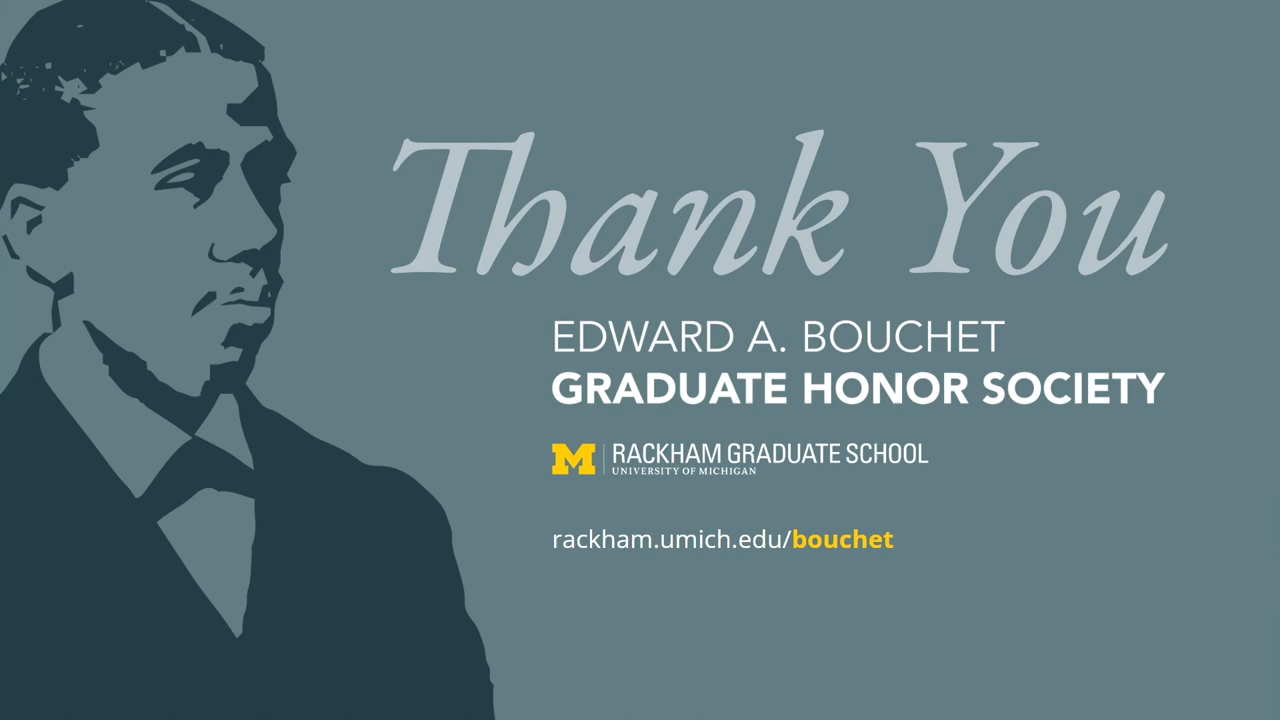 Thank You
EDWARD A. BOUCHET
GRADUATE HONOR SOCIETY
M RACKHAM GRADUATE SCHOOL
UNIVERSITY OF MICHIGAN
rackham.umich.edu/bouchet